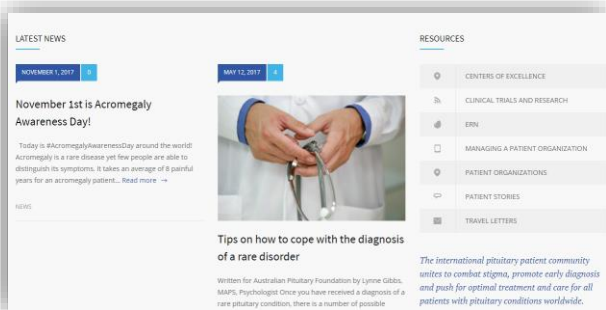 LATEST NEWS
NOVEMBER 1, 2017 0
November 1st is Acromegaly
Awareness Day!
Today is #AcromegalyAwarenessDay around the world!
Acromegaly is a rare disease yet few people are able to
distinguish its symptoms. It takes an average of 8 painful
years for an acromegaly patient... Read more →
NEWS
MAY 12, 2017 4
Tips on how to cope with the diagnosis
of a rare disorder
Written for Australian Pituitary Foundation by Lynne Gibbs,
MAPS, Psychologist Once you have received a diagnosis of a
rare pituitary condition, there is a number of possible
RESOURCES
CENTERS OF EXCELLENCE
CLINICAL TRIALS AND RESEARCH
ERN
MANAGING A PATIENT ORGANIZATION
PATIENT ORGANIZATIONS
PATIENT STORIES
TRAVEL LETTERS
The international pituitary patient community
unites to combat stigma, promote early diagnosis
and push for optimal treatment and care for all
patients with pituitary conditions worldwide.